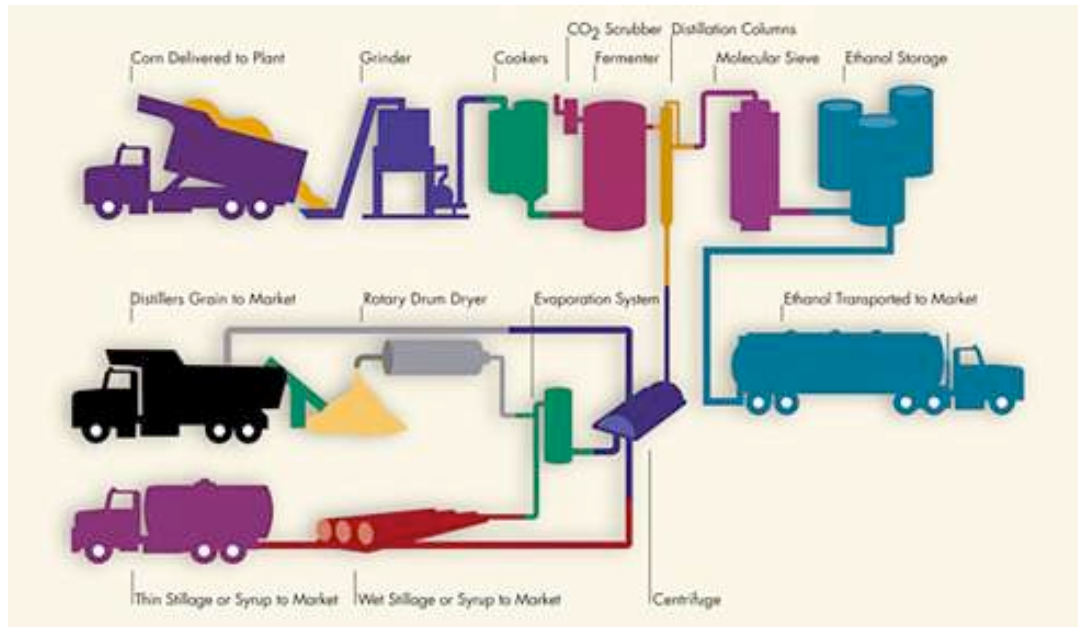 CO2 Scrubber
Distillation Columns
Corn Delivered to Plant
Grinder
Cookers
Fermenter
Molecular Sieve
Ethanol Storage
Distillers Grain to Market
Rotary Drum Dryer
Evaporation System
Ethanol Transported to Market
Thin Stillage or Syrup to Market
Wet Stillage or Syrup to Market
Centrifuge